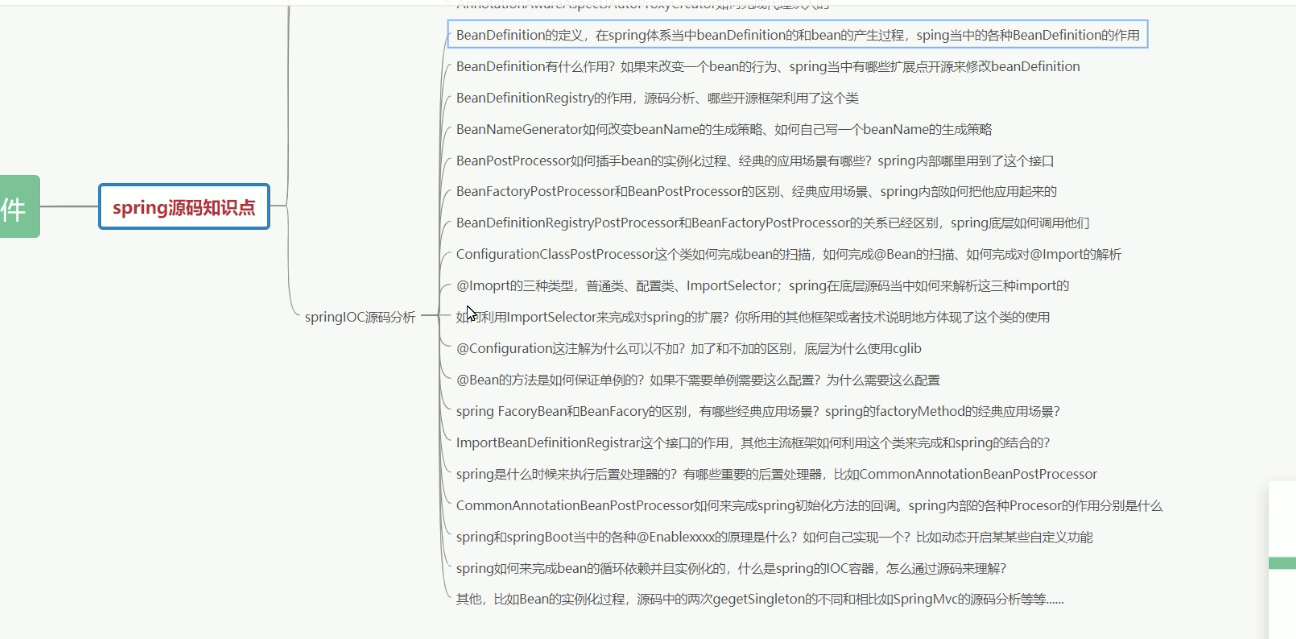 AnnotationAwareAspectJAutoProxyCreator如何完成代理织入的
BeanDefinition的定义，在spring体系当中beanDefinition的和bean的产生过程，sping当中的各种BeanDefinition的作用
BeanDefinition有什么作用？如果来改变一个bean的行为、spring当中有哪些扩展点开源来修改beanDefinition
BeanDefinitionRegistry的作用，源码分析、哪些开源框架利用了这个类
BeanNameGenerator如何改变beanName的生成策略、如何自己写一个beanName的生成策略
BeanPostProcessor如何插手bean的实例化过程、经典的应用场景有哪些？spring内部哪里用到了这个接口
BeanFactoryPostProcessor和BeanPostProcessor的区别、经典应用场景、spring内部如何把他应用起来的
BeanDefinitionRegistryPostProcessor和BeanFactoryPostProcessor的关系已经区别，spring底层如何调用他们
ConfigurationClassPostProcessor这个类如何完成bean的扫描，如何完成@Bean的扫描、如何完成对@Import的解析
@Imoprt的三种类型，普通类、配置类、ImportSelector；spring在底层源码当中如何来解析这三种import的
如何利用ImportSelector来完成对spring的扩展？你所用的其他框架或者技术说明地方体现了这个类的使用
@Configuration这注解为什么可以不加？加了和不加的区别，底层为什么使用cglib
@Bean的方法是如何保证单例的？如果不需要单例需要这么配置？为什么需要这么配置
spring FacoryBean和BeanFacory的区别，有哪些经典应用场景？spring的factoryMethod的经典应用场景？
ImportBeanDefinitionRegistrar这个接口的作用，其他主流框架如何利用这个类来完成和spring的结合的？
spring是什么时候来执行后置处理器的？有哪些重要的后置处理器，比如CommonAnnotationBeanPostProcessor
CommonAnnotationBeanPostProcessor如何来完成spring初始化方法的回调。spring内部的各种Procesor的作用分别是什么
spring和springBoot当中的各种@Enablexxxx的原理是什么？如何自己实现一个？比如动态开启某某些自定义功能
spring如何来完成bean的循环依赖并且实例化的，什么是spring的IOC容器，怎么通过源码来理解？
其他，比如Bean的实例化过程，源码中的两次gegetSingleton的不同和相比如SpringMvc的源码分析等等......
件
spring源码知识点
springIOC源码分析